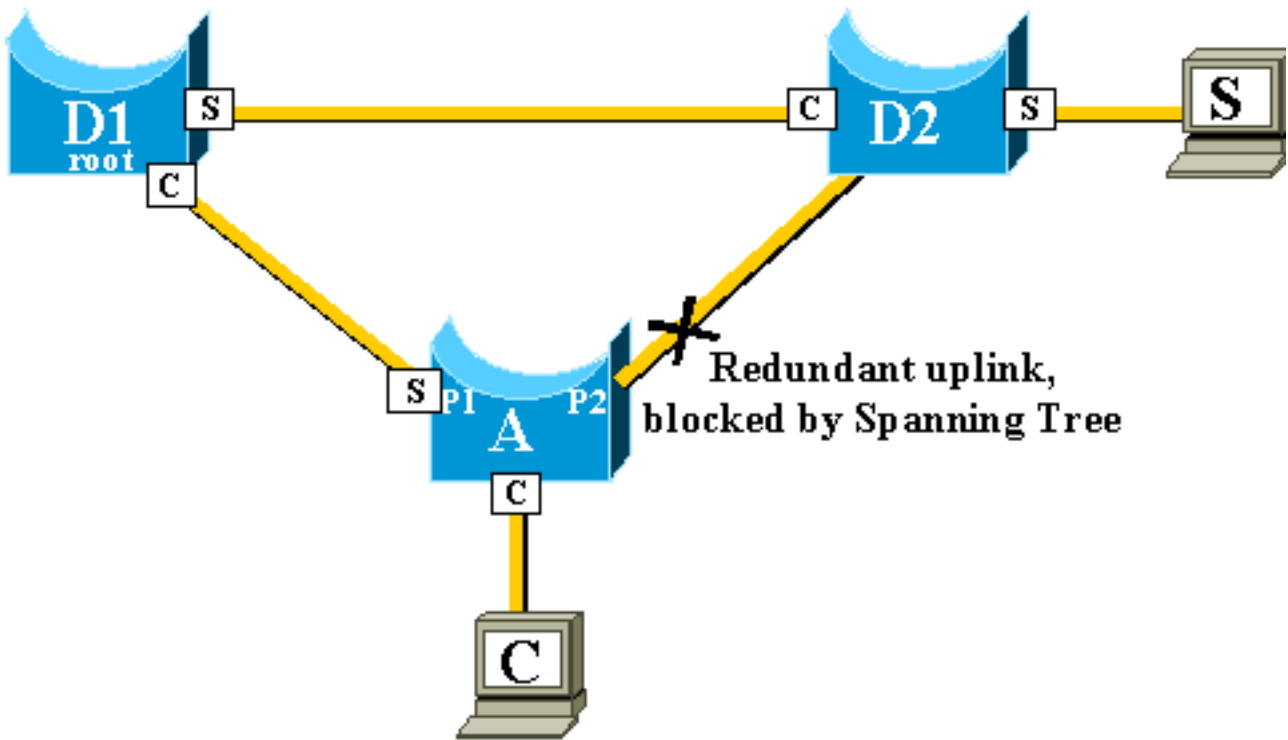 D1
root
S
C
C
D2
S
S
S
P1
P2
A
C
Redundant uplink,
blocked by Spanning Tree
C